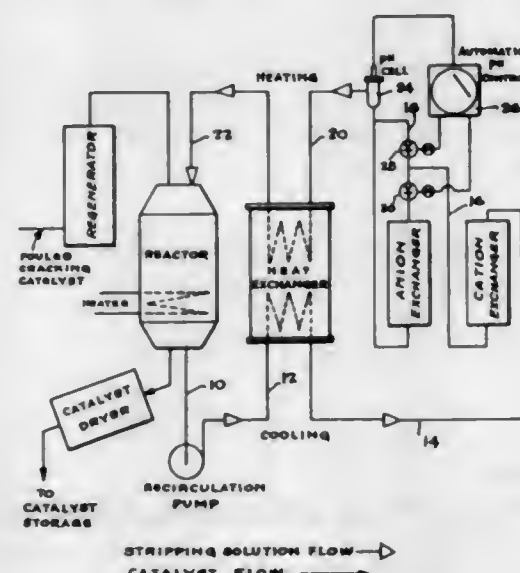 AUTOMATIC
PH
CONTR
PH
CELL
24
26
HEATING
18
22
20
28
30
16
REGENERATOR
REACTOR
HEAT
EXCHANGER
ANION
EXCHANGER
CATION
EXCHANGER
FOULED
CRACKING
CATALYST
HEATER
10
12
CATALYST
DRYER
COOLING
14
RECIRCULATION
PUMP
TO
CATALYST
STORAGE
STRIPPING SOLUTION FLOW
CATALYST FLOW